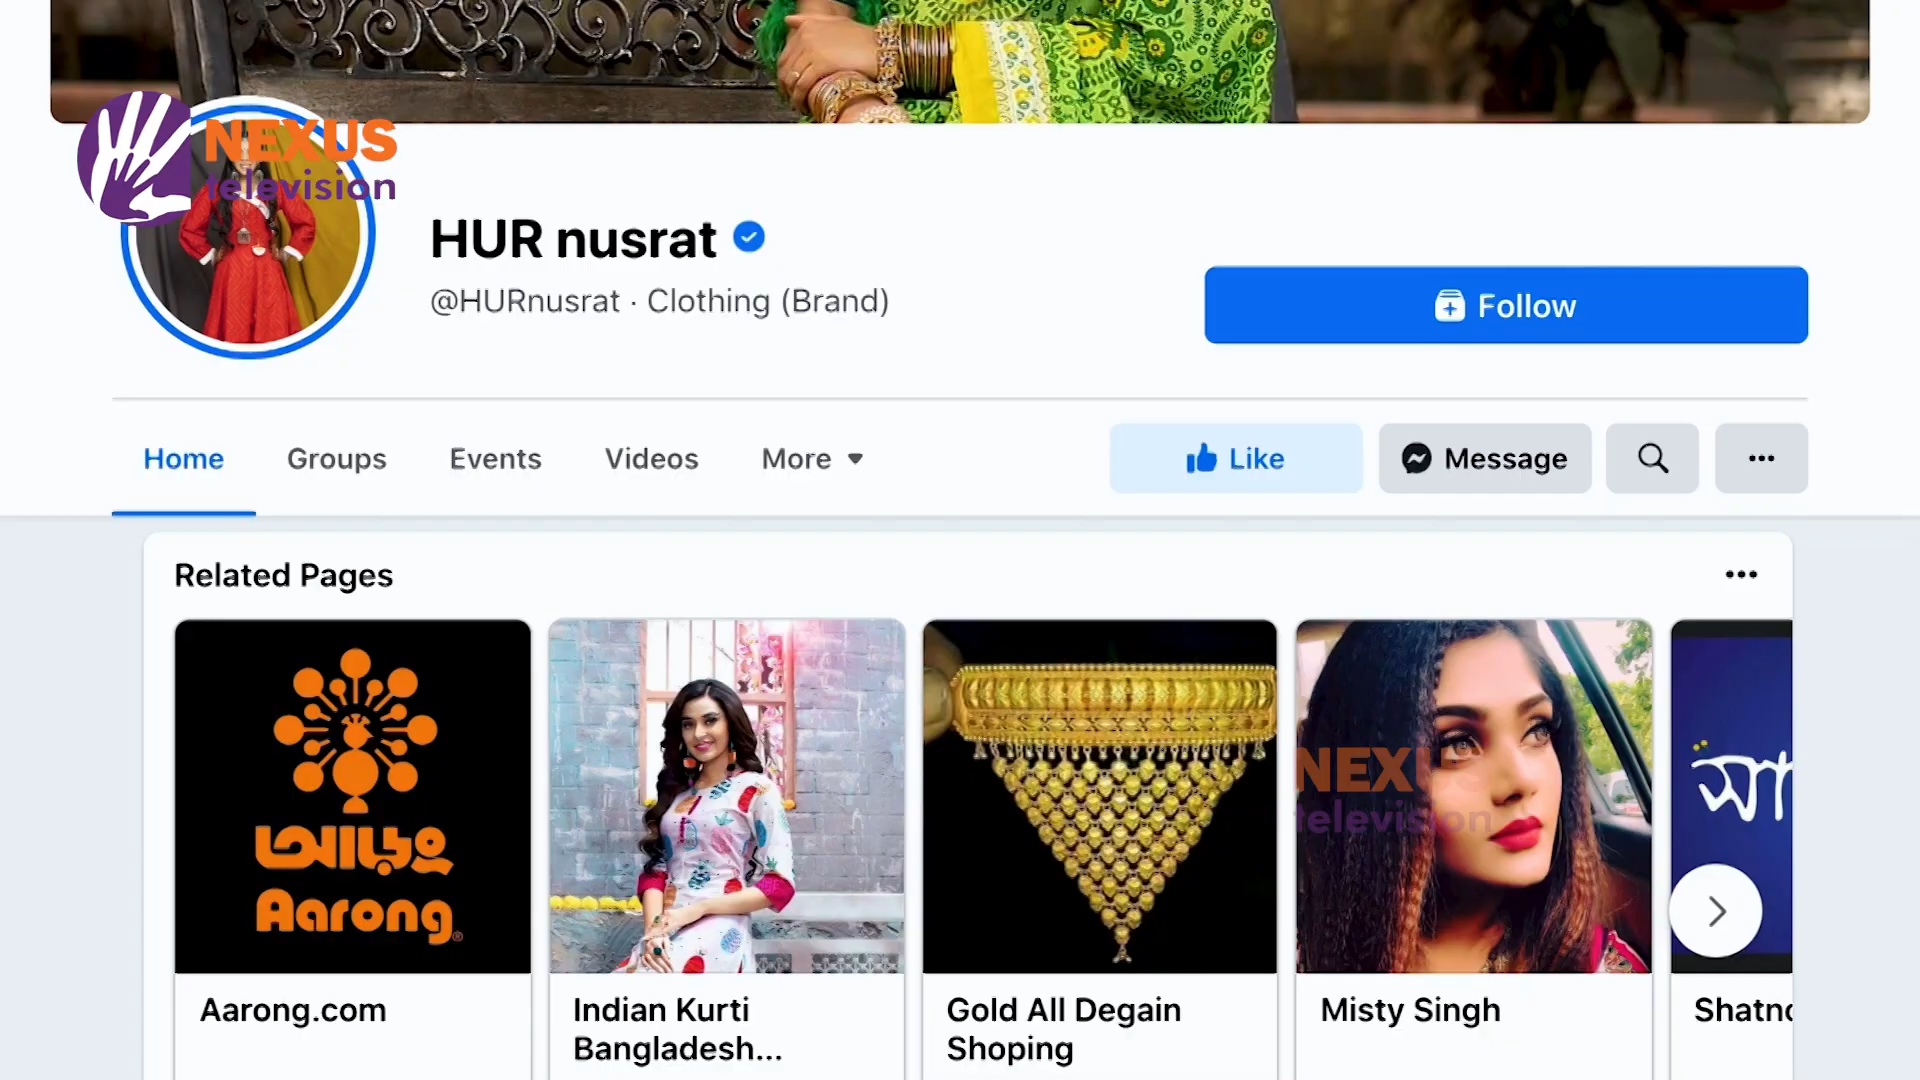 NEXUS
television
HUR nusrat
@HURnusrat · Clothing (Brand)
Follow
Home
Groups
Events
Videos
More
Like
Message
Related Pages
আড়ং
Aarong®
NEXUS
television
সা
Aarong.com
Indian Kurti
Bangladesh...
Gold All Degain
Shoping
Misty Singh